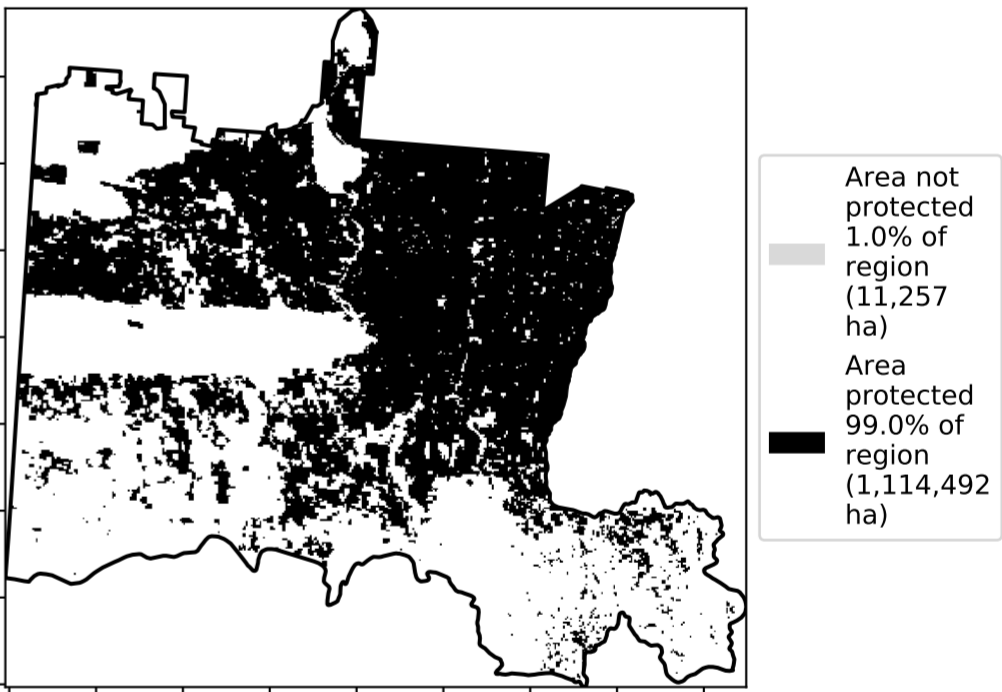 Area not
protected
1.0% of
region
(11,257
ha)
Area
protected
99.0% of
region
(1,114,492
ha)